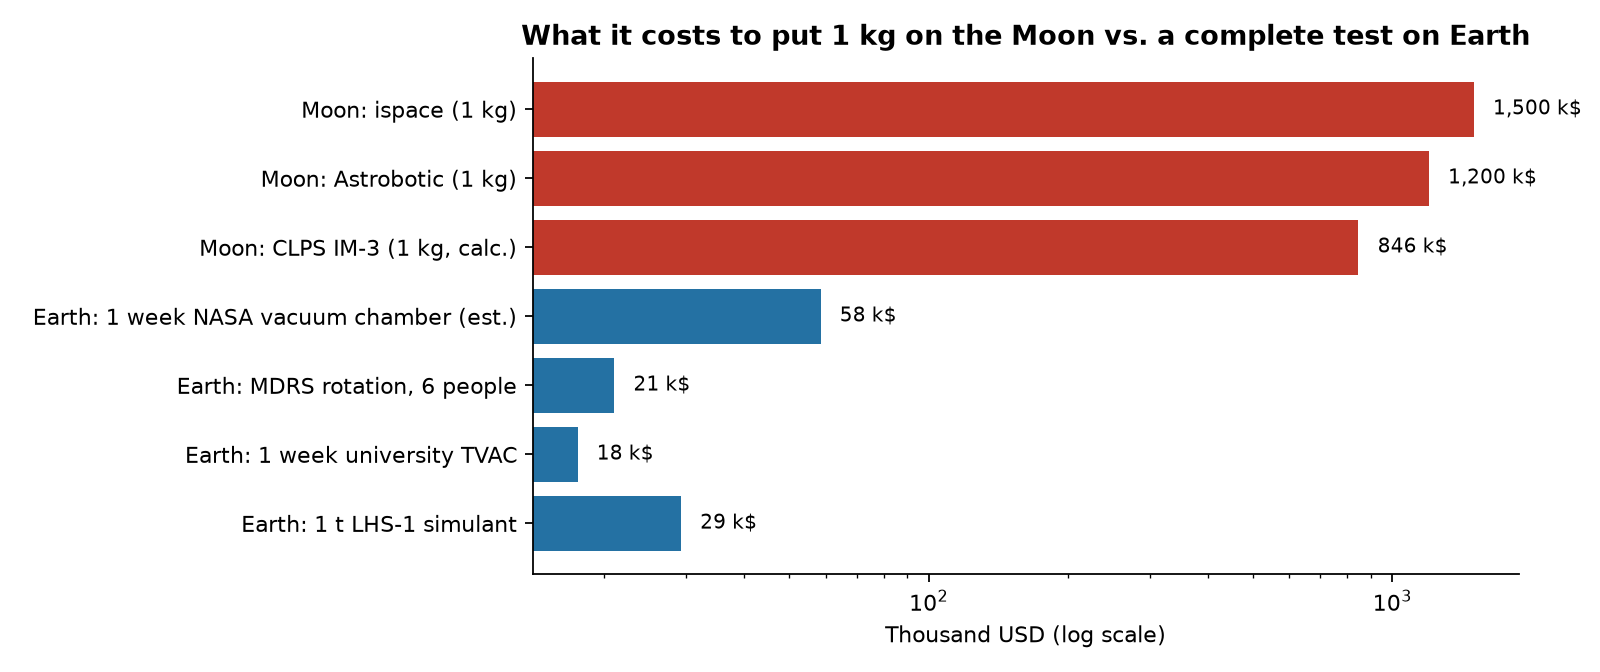 What it costs to put 1 kg on the Moon vs. a complete test on Earth
Moon: ispace (1 kg) 1,500 k$
Moon: Astrobotic (1 kg) 1,200 k$
Moon: CLPS IM-3 (1 kg, calc.) 846 k$
Earth: 1 week NASA vacuum chamber (est.) 58 k$
Earth: MDRS rotation, 6 people 21 k$
Earth: 1 week university TVAC 18 k$
Earth: 1 t LHS-1 simulant 29 k$
10² 10³
Thousand USD (log scale)